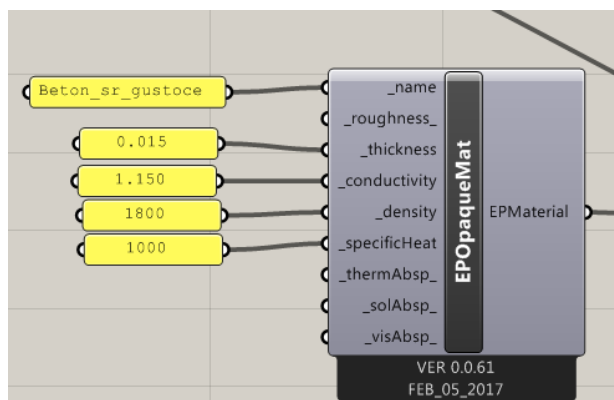 Beton_sr_gustoce
0.015
1.150
1800
1000
_name
_roughness_
_thickness
_conductivity
_density
_specificHeat
_thermAbsp_
_solAbsp_
_visAbsp_
EPOpaqueMat
EPMaterial
VER 0.0.61
FEB_05_2017